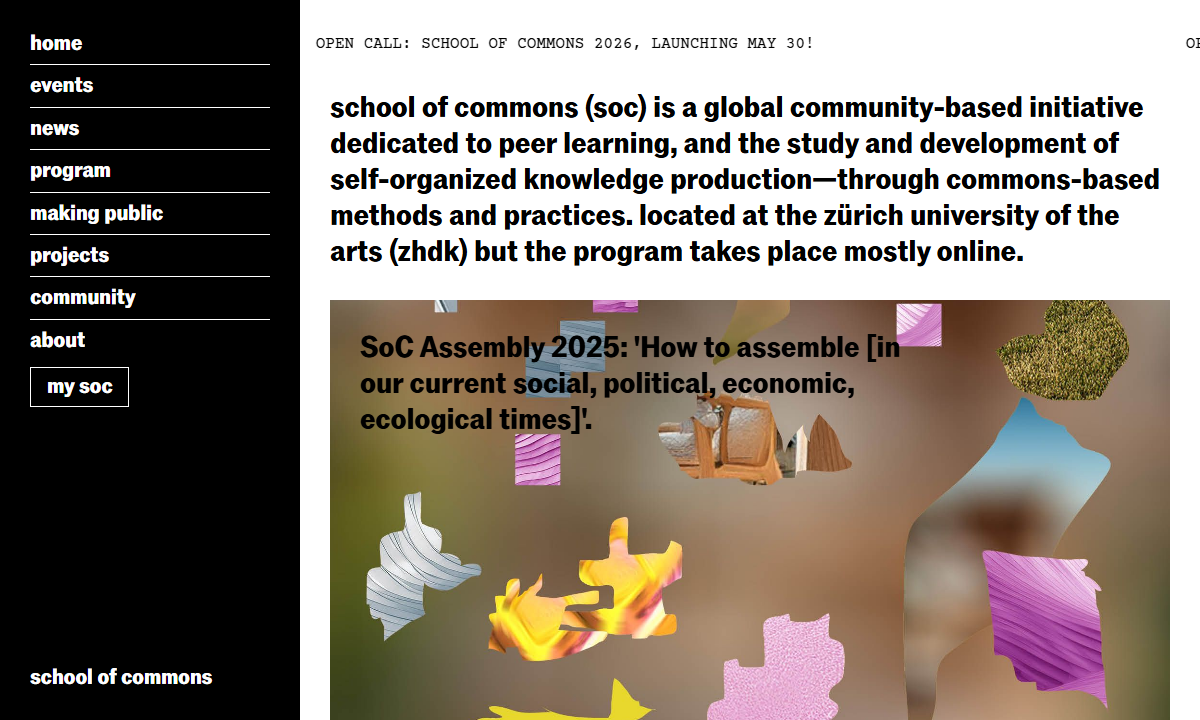 home
events
news
program
making public
projects
community
about
my soc
school of commons
OPEN CALL: SCHOOL OF COMMONS 2026, LAUNCHING MAY 30!
school of commons (soc) is a global community-based initiative
dedicated to peer learning, and the study and development of
self-organized knowledge production—through commons-based
methods and practices. located at the zürich university of the
arts (zhdk) but the program takes place mostly online.
SoC Assembly 2025: 'How to assemble [in
our current social, political, economic,
ecological times]'.